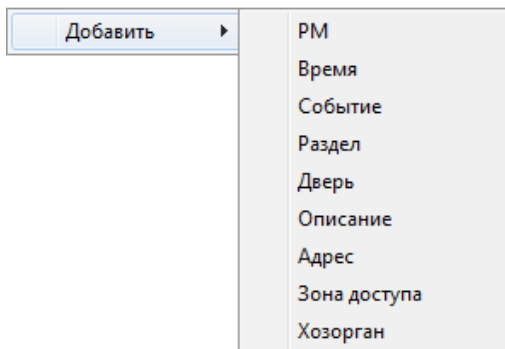 Добавить
РМ
Время
Событие
Раздел
Дверь
Описание
Адрес
Зона доступа
Хозорган